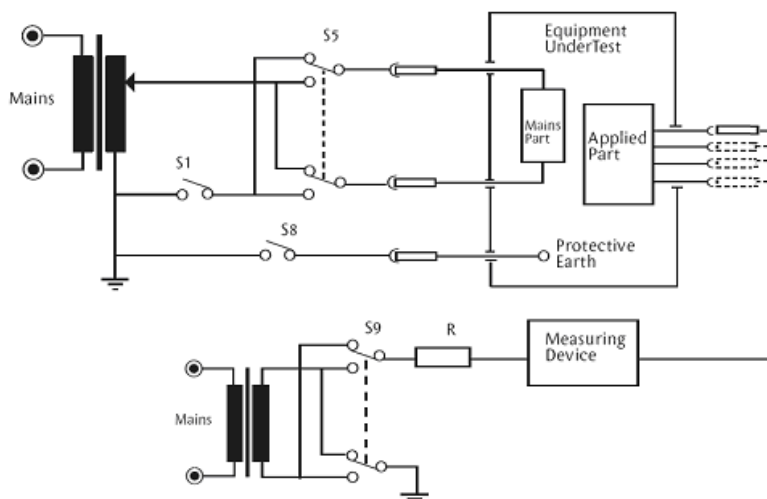 S5
Equipment
UnderTest
Mains
Mains
Part
Applied
Part
S1
S8
Protective
Earth
S9
R
Measuring
Device
Mains